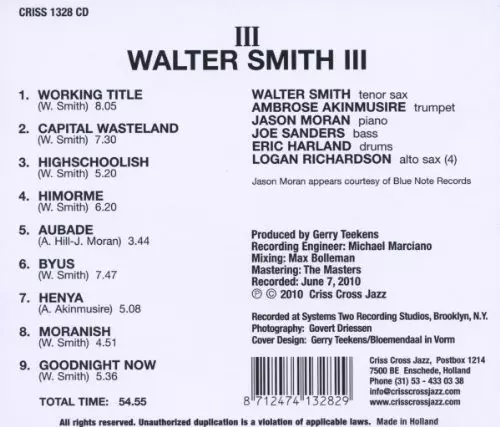 CRISS 1328 CD
III
WALTER SMITH III
1. WORKING TITLE
(W. Smith) 8.05
2. CAPITAL WASTELAND
(W. Smith) 7.30
3. HIGHSCHOOLISH
(W. Smith) 5.20
4. HIMORME
(W. Smith) 6.20
5. AUBADE
(A. Hill-J. Moran) 3.44
6. BYUS
(W. Smith) 7.47
7. HENYA
(A. Akinmusire) 5.08
8. MORANISH
(W. Smith) 4.51
9. GOODNIGHT NOW
(W. Smith) 5.36
TOTAL TIME: 54.55
WALTER SMITH tenor sax
AMBROSE AKINMUSIRE trumpet
JASON MORAN piano
JOE SANDERS bass
ERIC HARLAND drums
LOGAN RICHARDSON alto sax (4)
Jason Moran appears courtesy of Blue Note Records
Produced by Gerry Teekens
Recording Engineer: Michael Marciano
Mixing: Max Bolleman
Mastering: The Masters
Recorded: June 7, 2010
℗ © 2010 Criss Cross Jazz
Recorded at Systems Two Recording Studios, Brooklyn, N.Y.
Photography: Govert Driessen
Cover Design: Gerry Teekens/Bloemendaal in Vorm
8 712474 132829
Criss Cross Jazz, Postbox 1214
7500 BE Enschede, Holland
Phone (31) 53 - 433 03 38
info@crisscrossjazz.com
www.crisscrossjazz.com
All rights reserved. Unauthorized duplication is a violation of applicable laws. Made in Holland